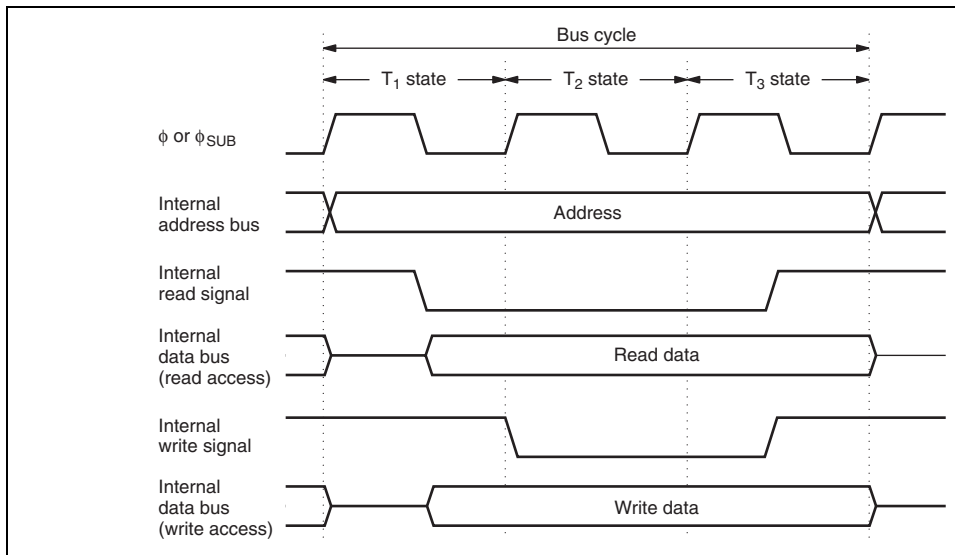 Bus cycle
T₁ state
T₂ state
T₃ state
ϕ or ϕSUB
Internal
address bus
Address
Internal
read signal
Internal
data bus
(read access)
Read data
Internal
write signal
Internal
data bus
(write access)
Write data